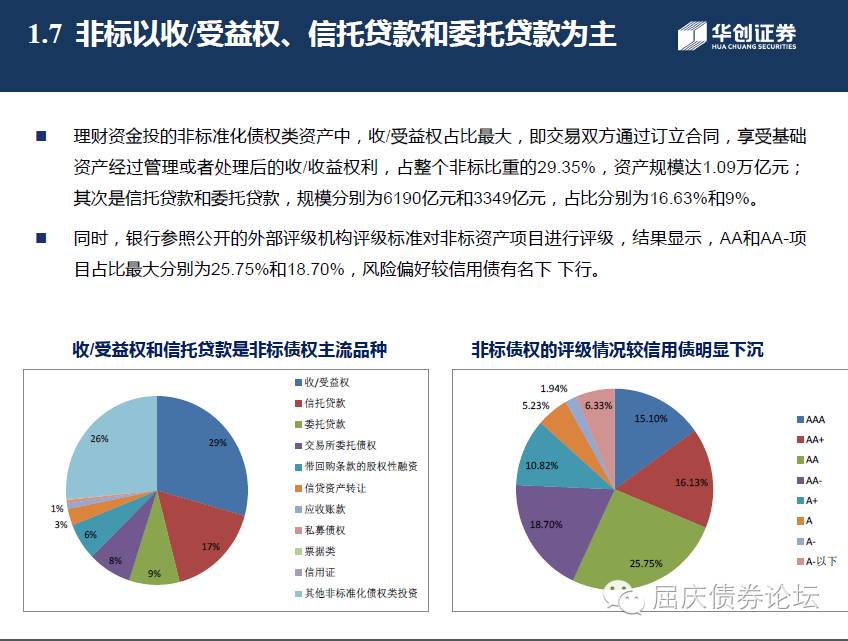 1.7 非标以收/受益权、信托贷款和委托贷款为主
华创证券
HUA CHUANG SECURITIES
理财资金投的非标准化债权类资产中，收/受益权占比最大，即交易双方通过订立合同，享受基础
资产经过管理或者处理后的收/收益权利，占整个非标比重的29.35%，资产规模达1.09万亿元；
其次是信托贷款和委托贷款，规模分别为6190亿元和3349亿元，占比分别为16.63%和9%。
同时，银行参照公开的外部评级机构评级标准对非标资产项目进行评级，结果显示，AA和AA-项
目占比最大分别为25.75%和18.70%，风险偏好较信用债有名下 下行。
收/受益权和信托贷款是非标债权主流品种
29%
17%
9%
8%
6%
3%
1%
26%
收/受益权
信托贷款
委托贷款
交易所委托债权
带回购条款的股权性融资
信贷资产转让
应收账款
私募债权
票据类
信用证
其他非标准化债权类投资
非标债权的评级情况较信用债明显下沉
15.10%
16.13%
25.75%
18.70%
10.82%
5.23%
1.94%
6.33%
AAA
AA+
AA
AA-
A+
A
A-
A-以下
屈庆债券论坛